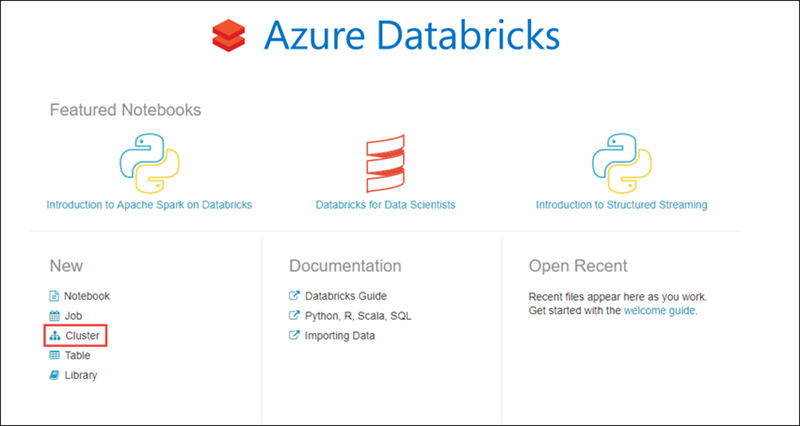 Azure Databricks
Featured Notebooks
Introduction to Apache Spark on Databricks
Databricks for Data Scientists
Introduction to Structured Streaming
New
Notebook
Job
Cluster
Table
Library
Documentation
Databricks Guide
Python, R, Scala, SQL
Importing Data
Open Recent
Recent files appear here as you work.
Get started with the welcome guide.